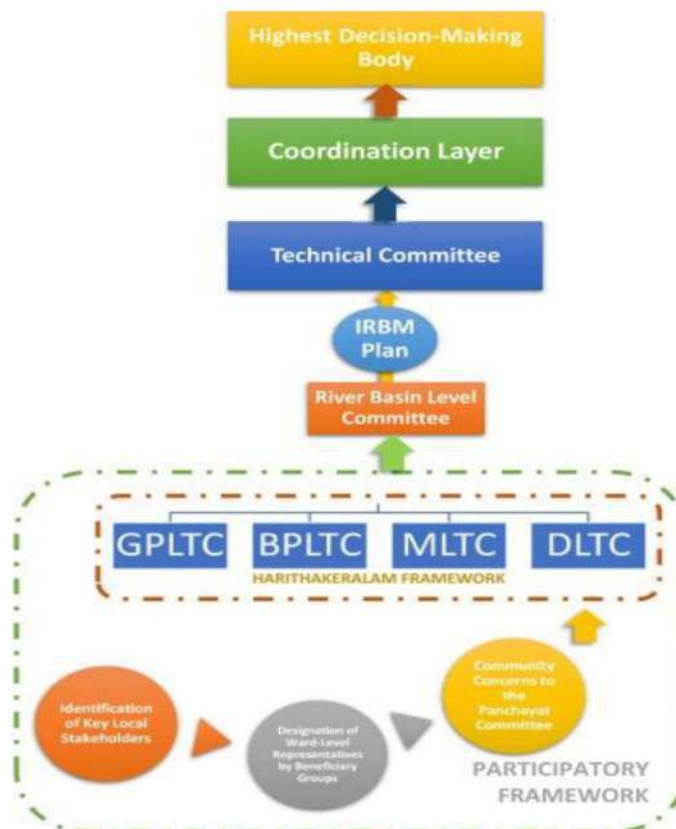 Highest Decision-Making
Body
Coordination Layer
Technical Committee
IRBM
Plan
River Basin Level
Committee
GPLTC
BPLTC
MLTC
DLTC
HARITHAKERALAM FRAMEWORK
Identification
of Key Local
Stakeholders
Designation of
Ward-Level
Representatives
by Beneficiary
Groups
Community
Concerns to
the
Panchayat
Committee
PARTICIPATORY
FRAMEWORK